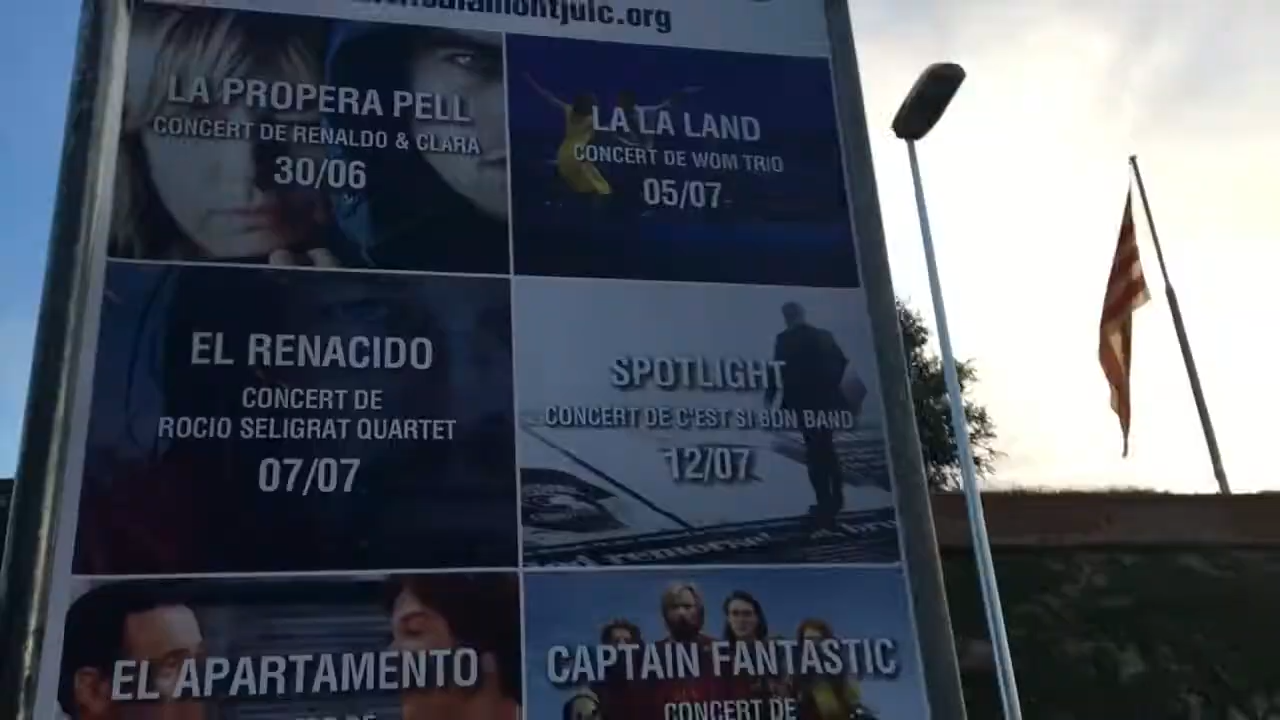 LA PROPERA PELL
CONCERT DE RENALDO & CLARA
30/06
LA LA LAND
CONCERT DE WOM TRIO
05/07
EL RENACIDO
CONCERT DE
ROCIO SELIGRAT QUARTET
07/07
SPOTLIGHT
CONCERT DE C'EST SI BON BAND
12/07
EL APARTAMENTO
CAPTAIN FANTASTIC
CONCERT DE